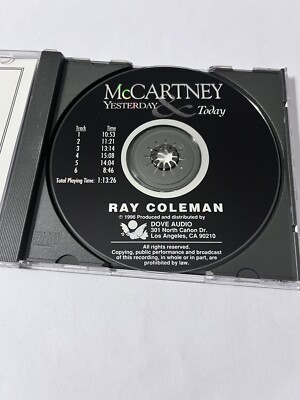 McCARTNEY
YESTERDAY & Today
Track Time
1 10:53
2 11:21
3 13:14
4 15:08
5 14:04
6 8:46
Total Playing Time: 1:13:26
RAY COLEMAN
℗ 1996 Produced and distributed by
DOVE AUDIO
301 North Cañon Dr.
Los Angeles, CA 90210
All rights reserved.
Copying, public performance and broadcast
of this recording, in whole or in part, are
prohibited by law.